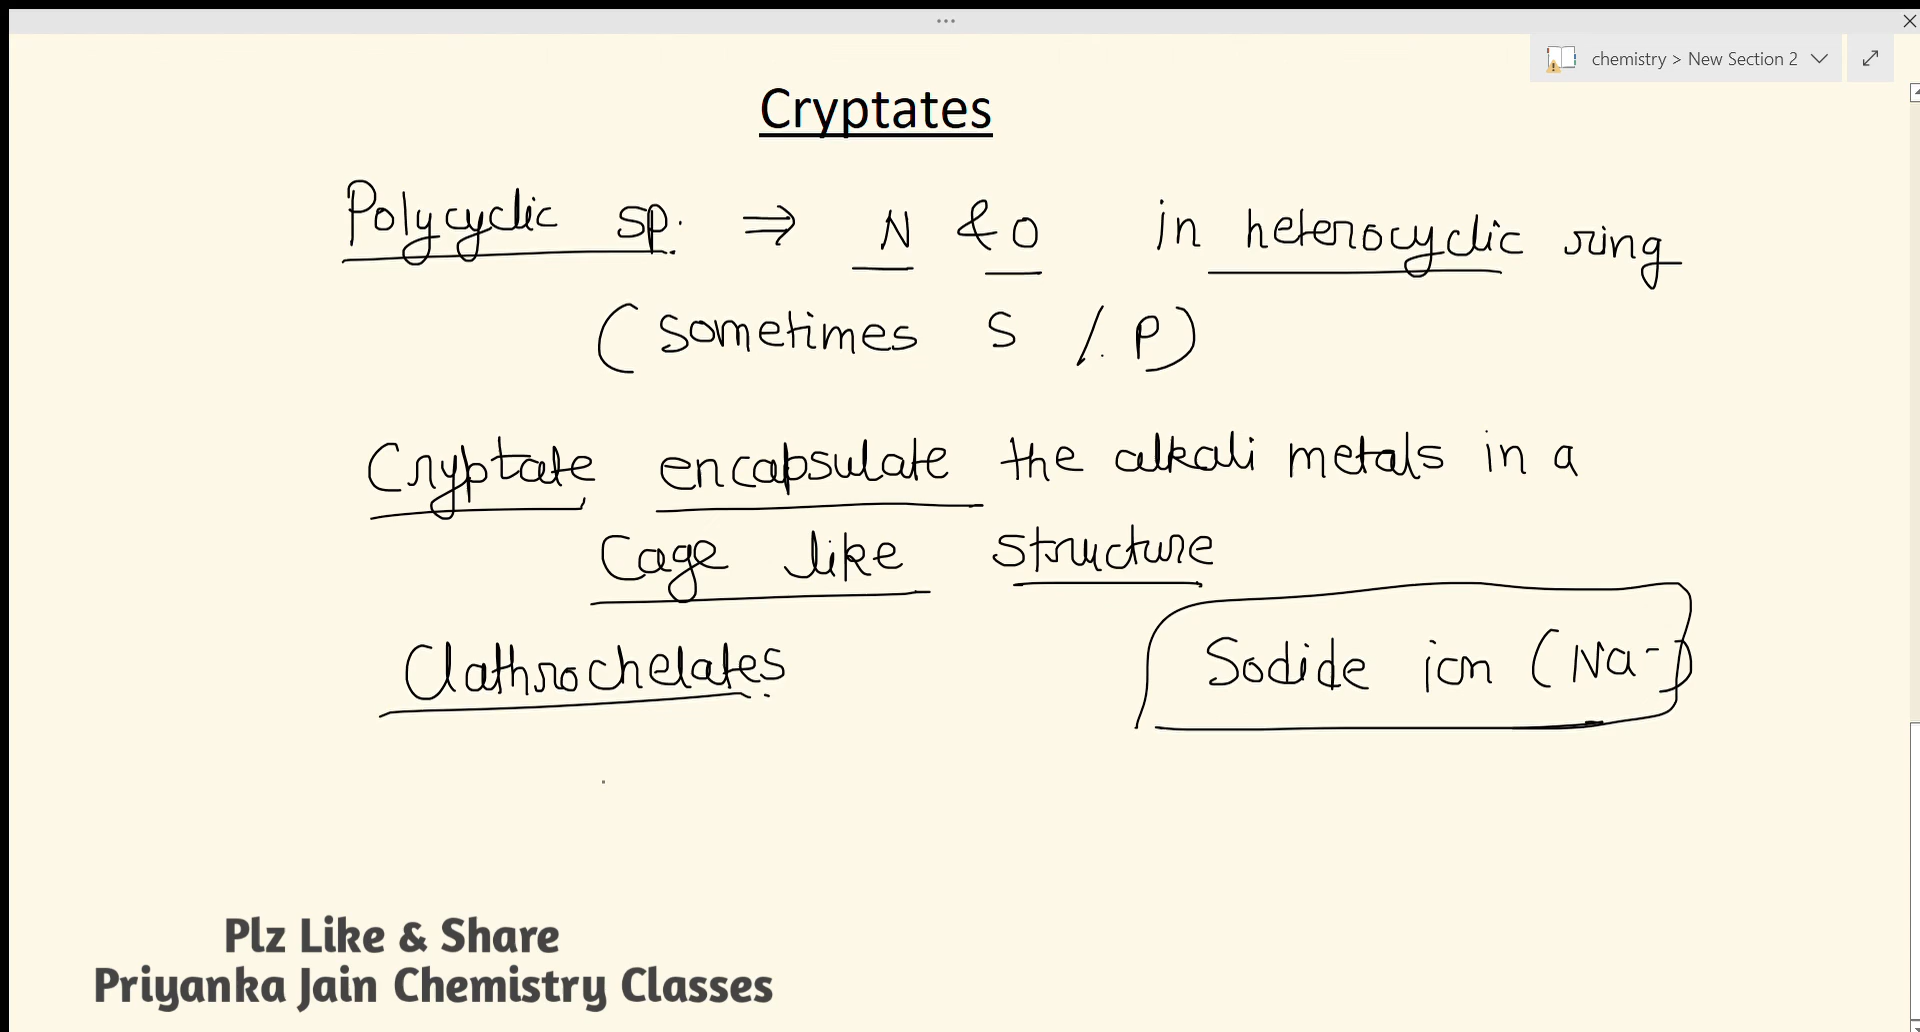 ...
chemistry > New Section 2
Cryptates
Polycyclic sp. ⇒ N & O in heterocyclic ring
(sometimes S / P)
Cryptate encapsulate the alkali metals in a
Cage like structure
Clathrochelates
Sodide ion (Na⁻)
Plz Like & Share
Priyanka Jain Chemistry Classes